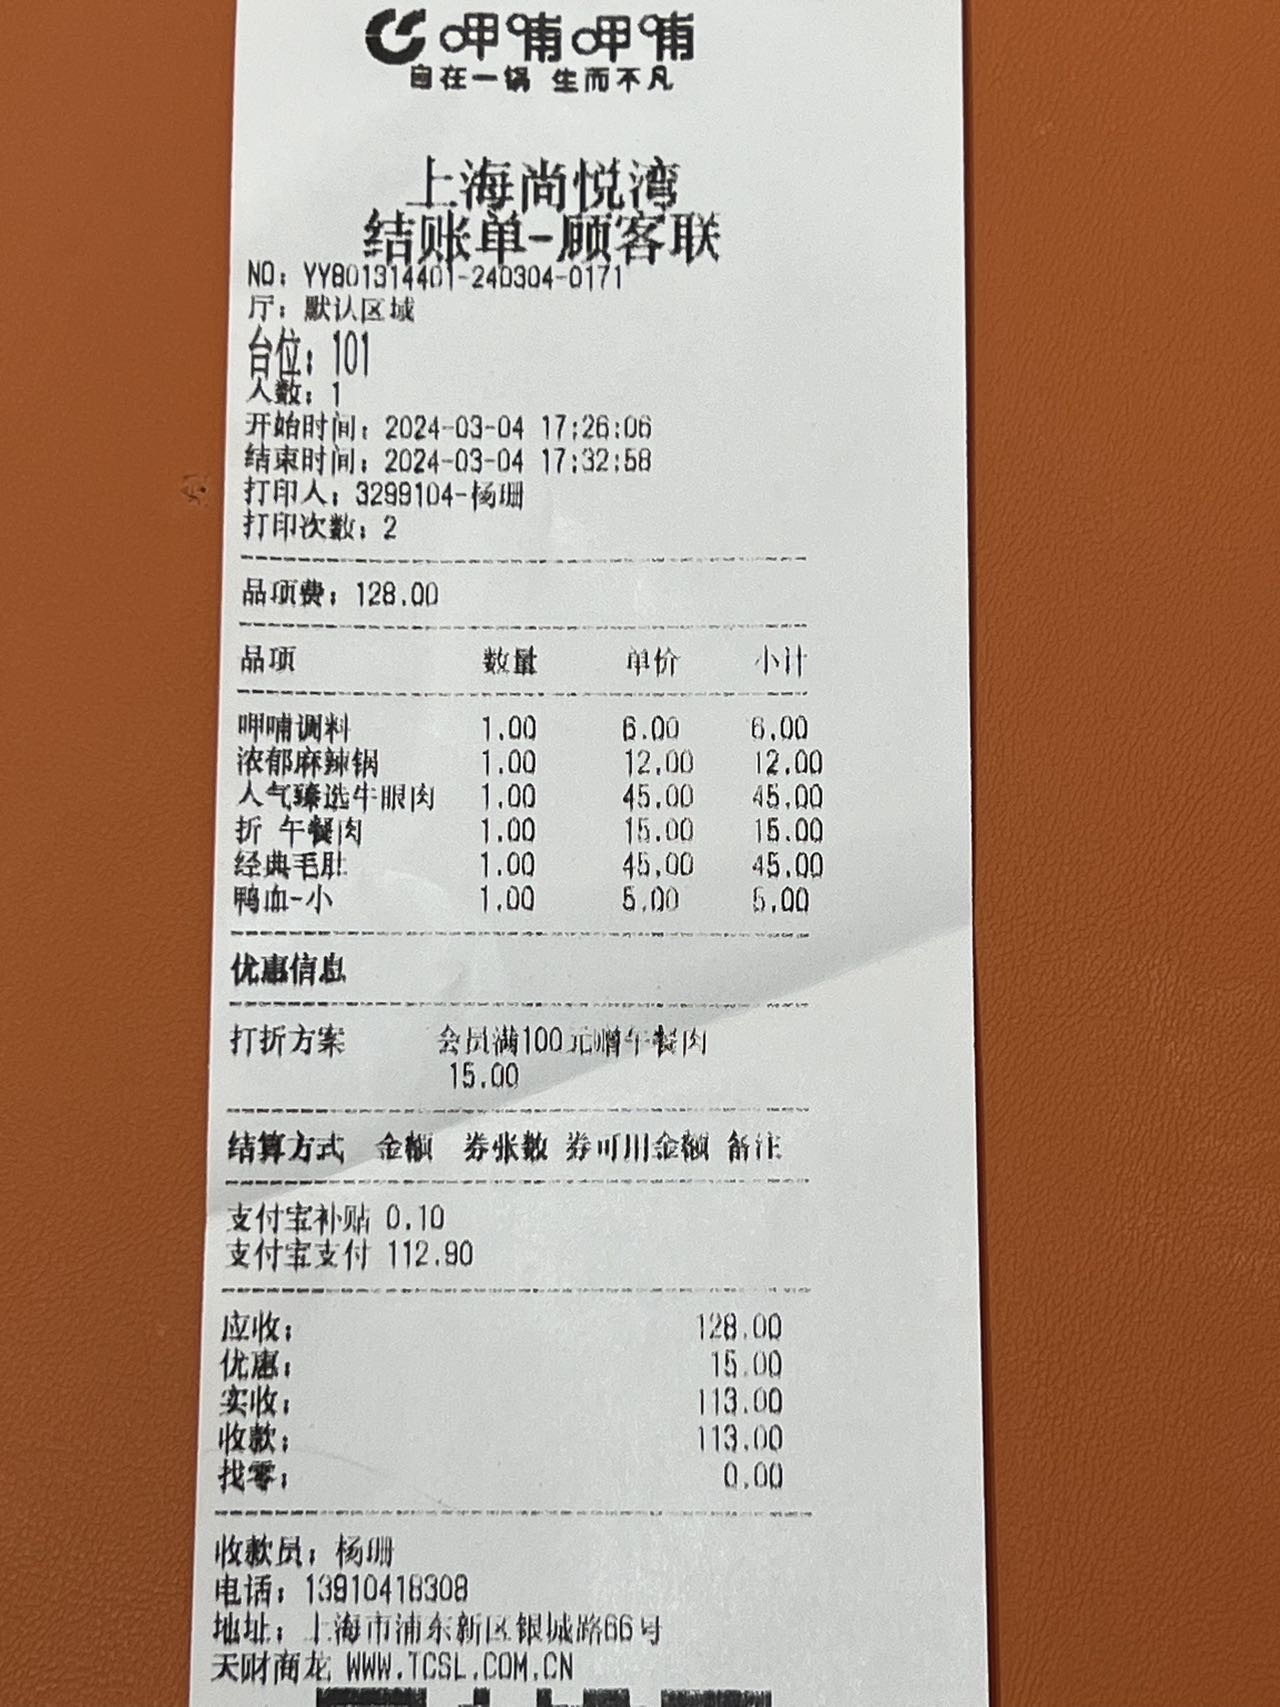 呷哺呷哺
自在一锅 生而不凡
上海尚悦湾
结账单-顾客联
NO: YY801314401-240304-0171
厅: 默认区域
台位: 101
人数: 1
开始时间: 2024-03-04 17:26:06
结束时间: 2024-03-04 17:32:58
打印人: 3299104-杨珊
打印次数: 2
品项费: 128.00
品项 数量 单价 小计
呷哺调料 1.00 6.00 6.00
浓郁麻辣锅 1.00 12.00 12.00
人气臻选牛眼肉 1.00 45.00 45.00
折 午餐肉 1.00 15.00 15.00
经典毛肚 1.00 45.00 45.00
鸭血-小 1.00 5.00 5.00
优惠信息
打折方案 会员满100元赠午餐肉
15.00
结算方式 金额 券张数 券可用金额 备注
支付宝补贴 0.10
支付宝支付 112.90
应收: 128.00
优惠: 15.00
实收: 113.00
收款: 113.00
找零: 0.00
收款员: 杨珊
电话: 13910418308
地址: 上海市浦东新区银城路66号
天财商龙 WWW.TCSL.COM.CN